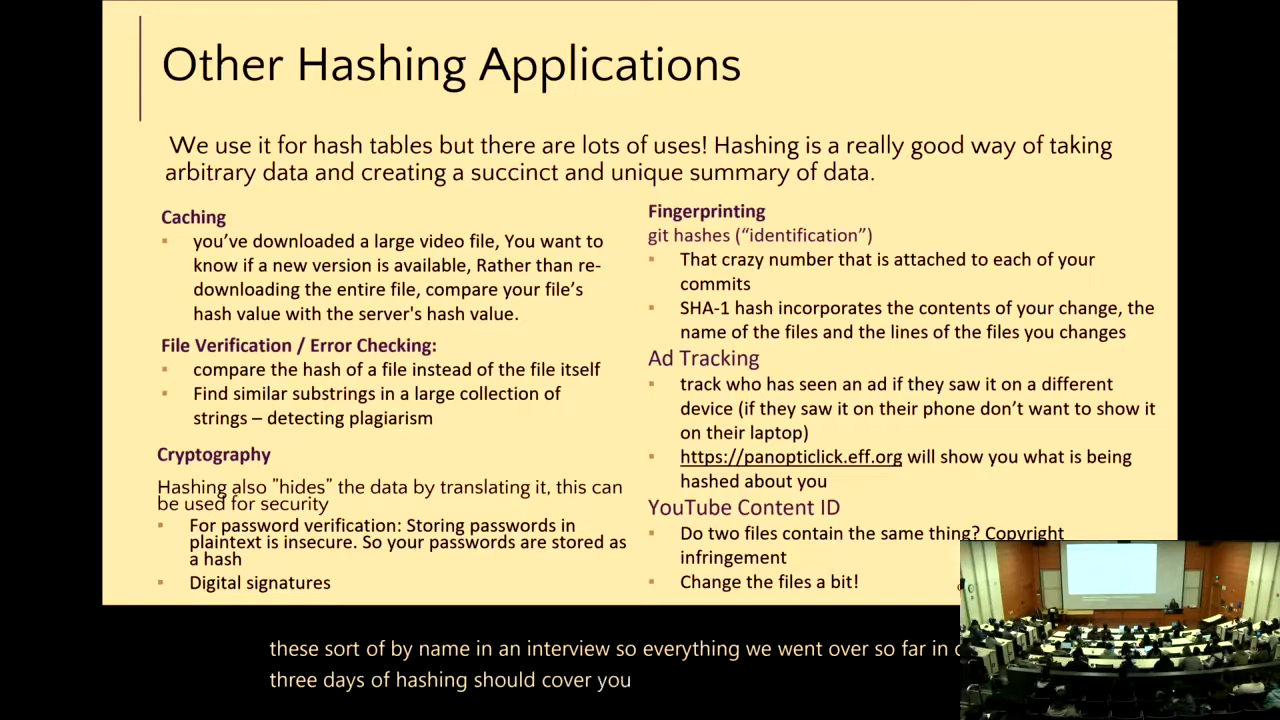 Other Hashing Applications
We use it for hash tables but there are lots of uses! Hashing is a really good way of taking
arbitrary data and creating a succinct and unique summary of data.
Caching
▪ you’ve downloaded a large video file, You want to
know if a new version is available, Rather than re-
downloading the entire file, compare your file’s
hash value with the server's hash value.
File Verification / Error Checking:
▪ compare the hash of a file instead of the file itself
▪ Find similar substrings in a large collection of
strings – detecting plagiarism
Cryptography
Hashing also "hides" the data by translating it, this can
be used for security
▪ For password verification: Storing passwords in
plaintext is insecure. So your passwords are stored as
a hash
▪ Digital signatures
Fingerprinting
git hashes (“identification”)
▪ That crazy number that is attached to each of your
commits
▪ SHA-1 hash incorporates the contents of your change, the
name of the files and the lines of the files you changes
Ad Tracking
▪ track who has seen an ad if they saw it on a different
device (if they saw it on their phone don’t want to show it
on their laptop)
▪ https://panopticlick.eff.org will show you what is being
hashed about you
YouTube Content ID
▪ Do two files contain the same thing? Copyright
infringement
▪ Change the files a bit!
these sort of by name in an interview so everything we went over so far in
three days of hashing should cover you